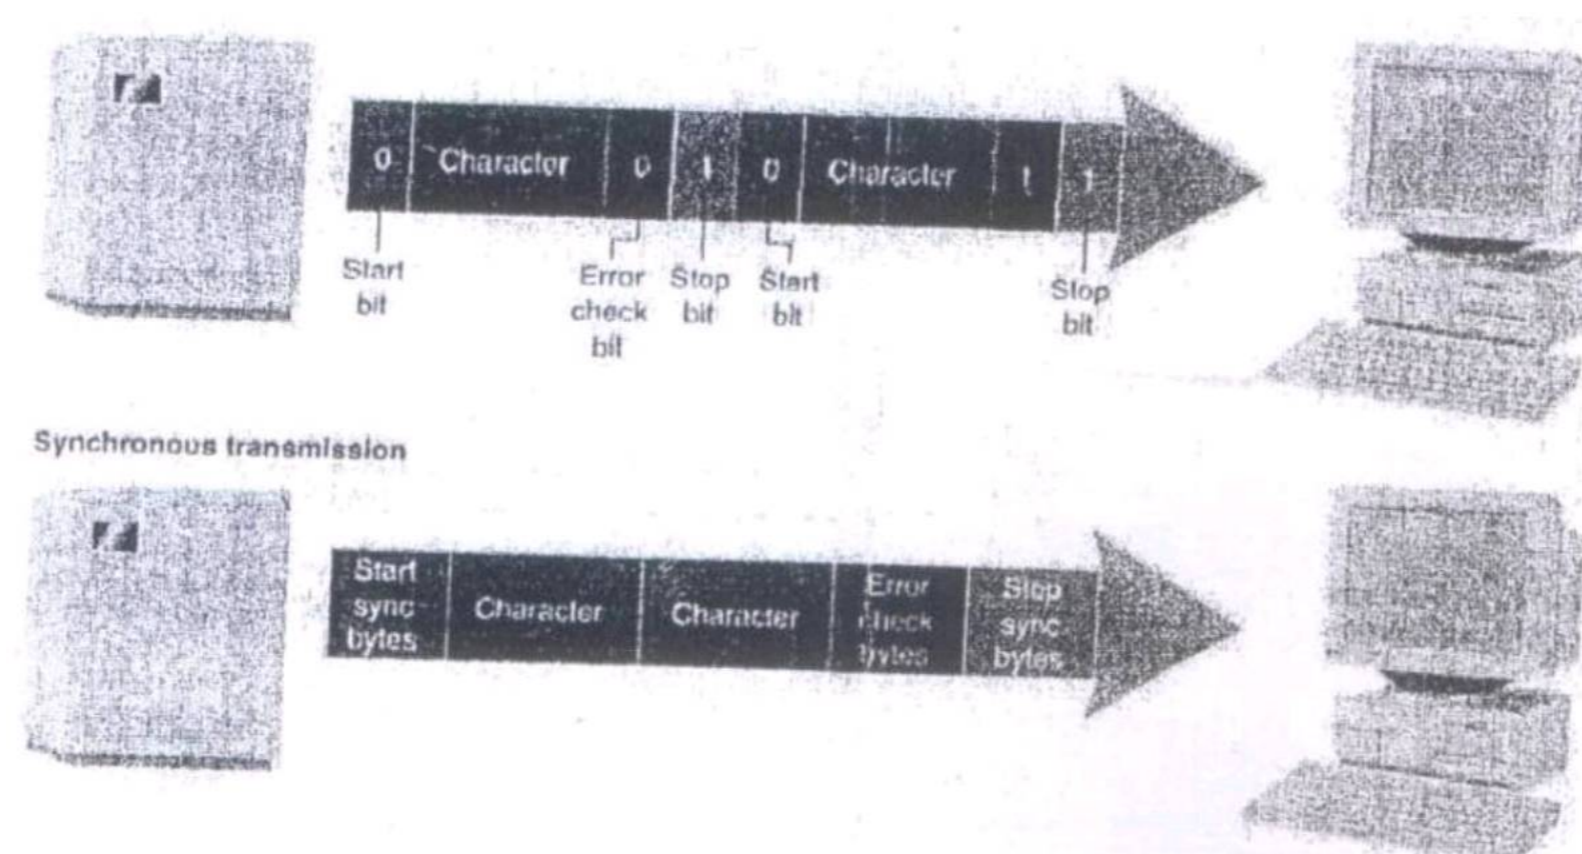 0 Character 0 1 0 Character 1 1
Start bit
Error check bit
Stop bit
Start bit
Stop bit
Synchronous transmission
Start sync bytes
Character
Character
Error check bytes
Stop sync bytes